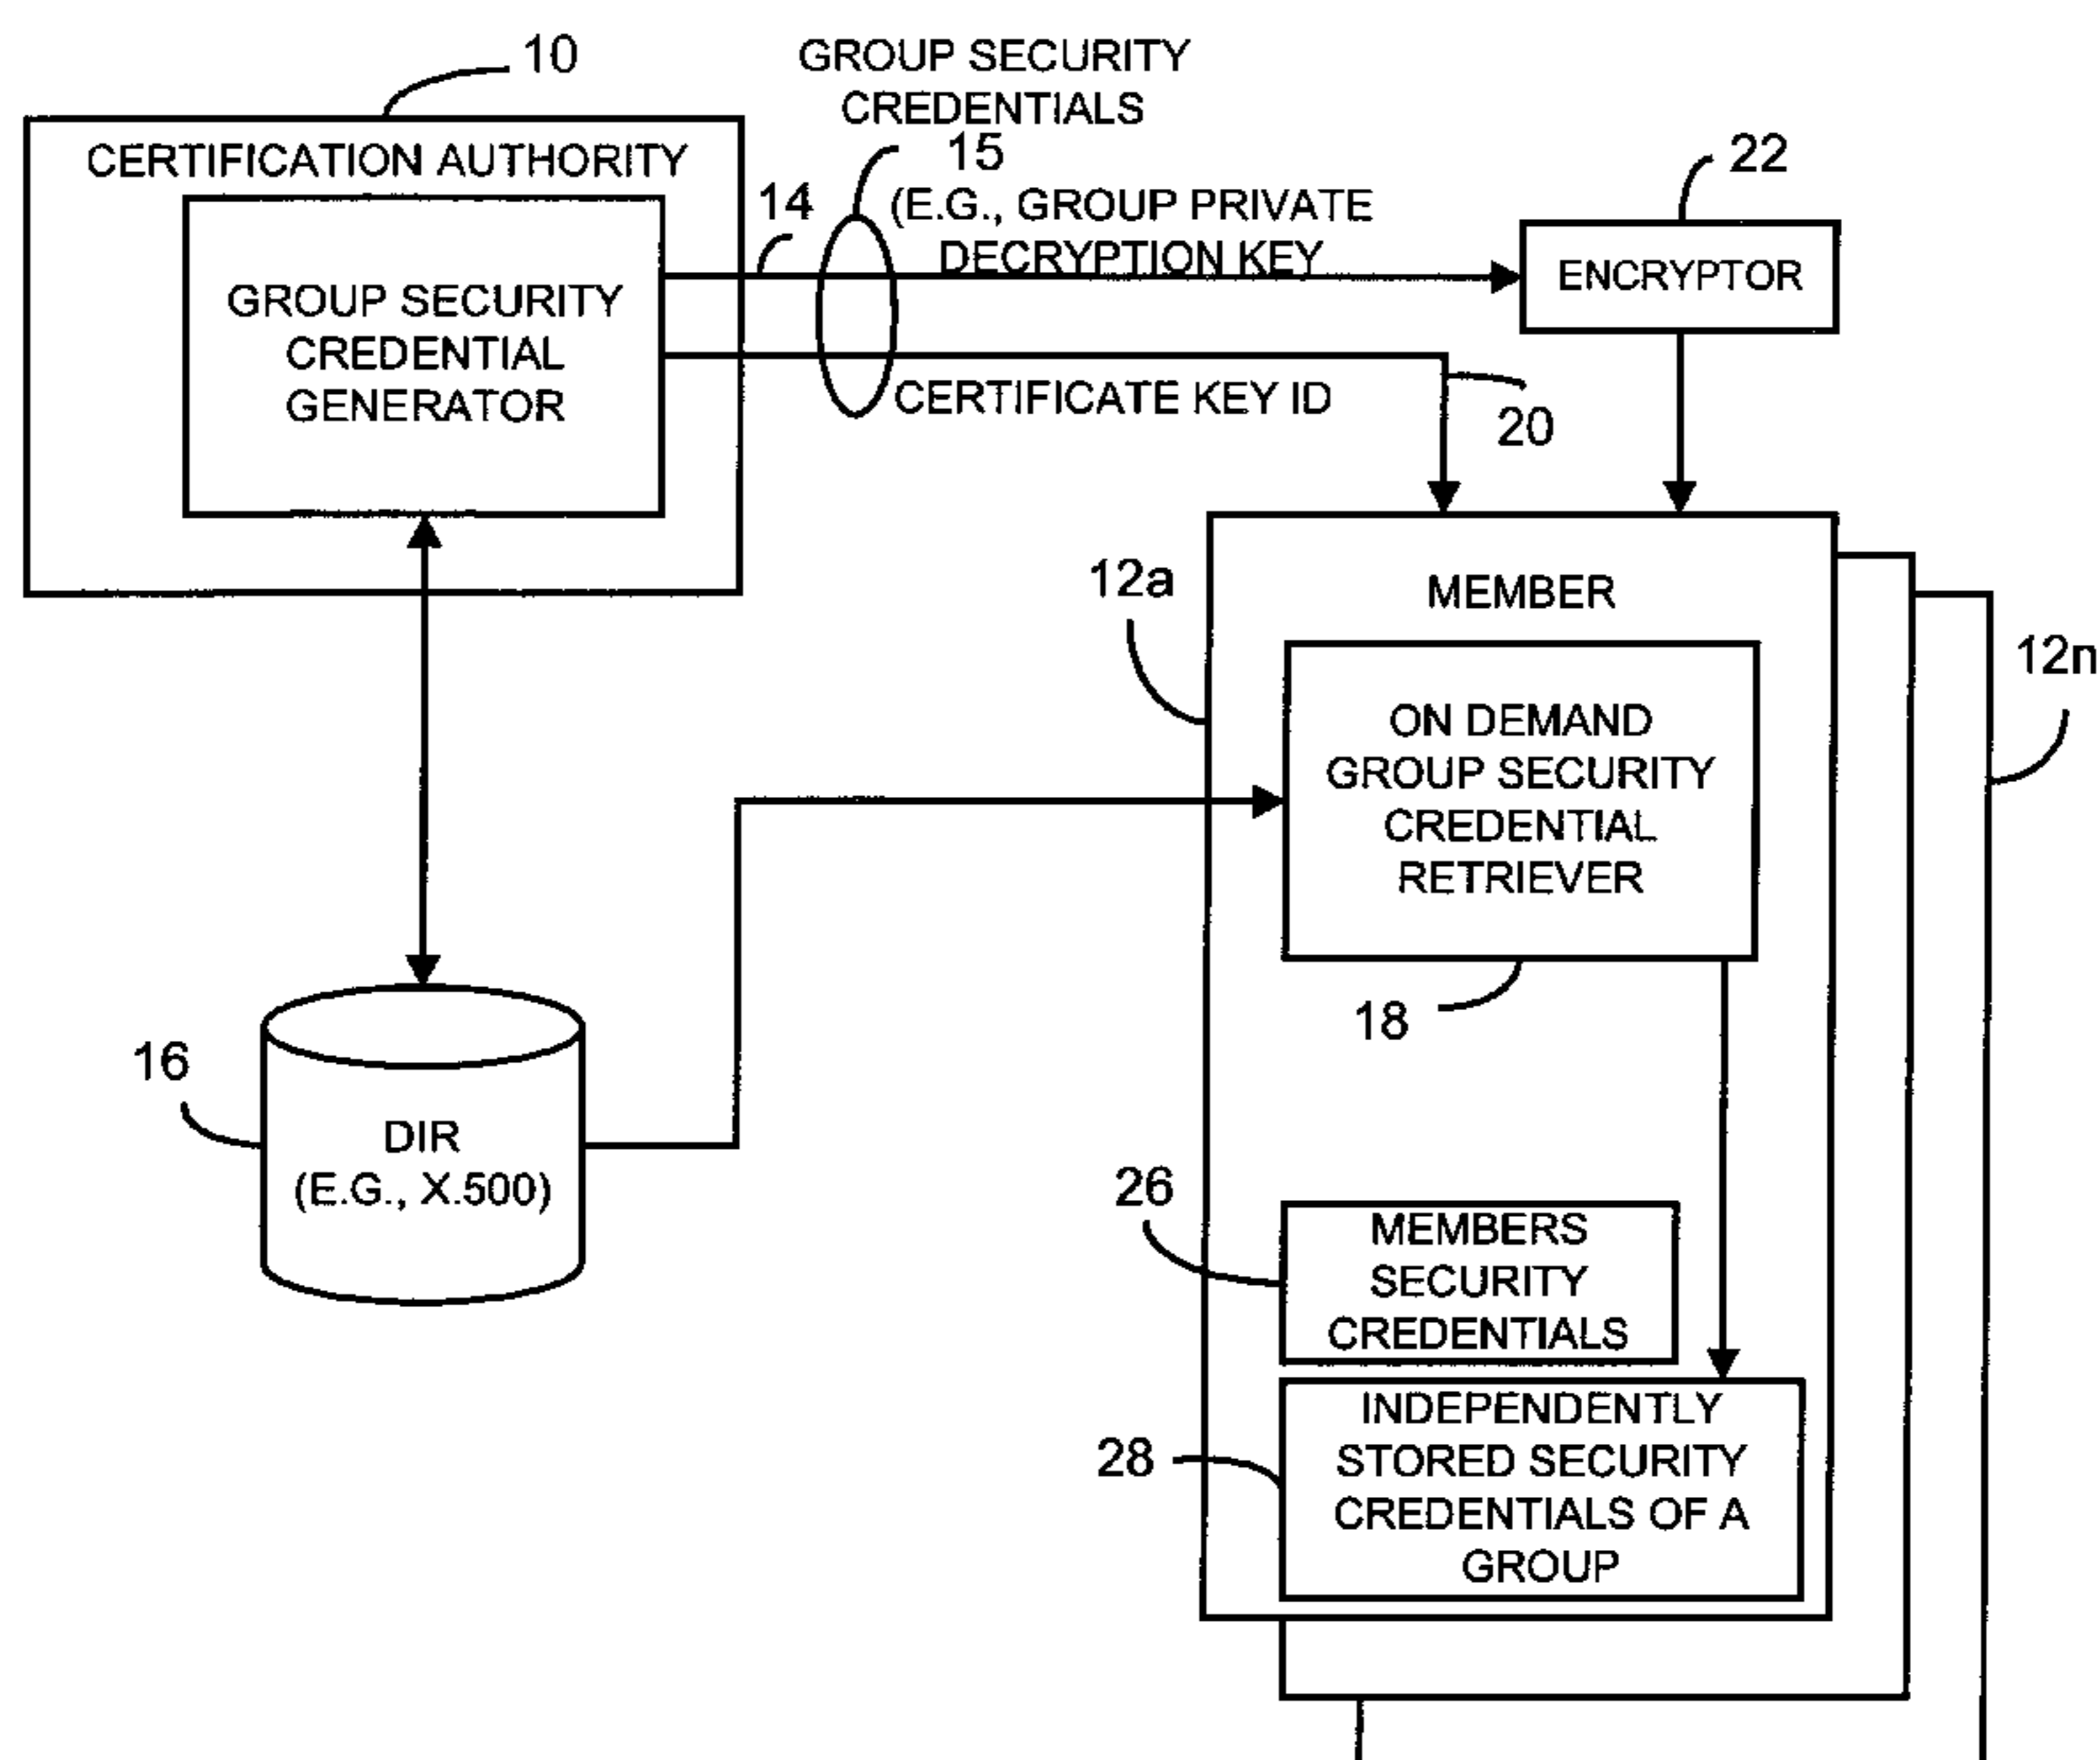 10
GROUP SECURITY
CREDENTIALS
15
(E.G., GROUP PRIVATE
DECRYPTION KEY
14
CERTIFICATION AUTHORITY
GROUP SECURITY
CREDENTIAL
GENERATOR
22
ENCRYPTOR
CERTIFICATE KEY ID
20
12a
MEMBER
12n
ON DEMAND
GROUP SECURITY
CREDENTIAL
RETRIEVER
18
16
DIR
(E.G., X.500)
26
MEMBERS
SECURITY
CREDENTIALS
28
INDEPENDENTLY
STORED SECURITY
CREDENTIALS OF A
GROUP